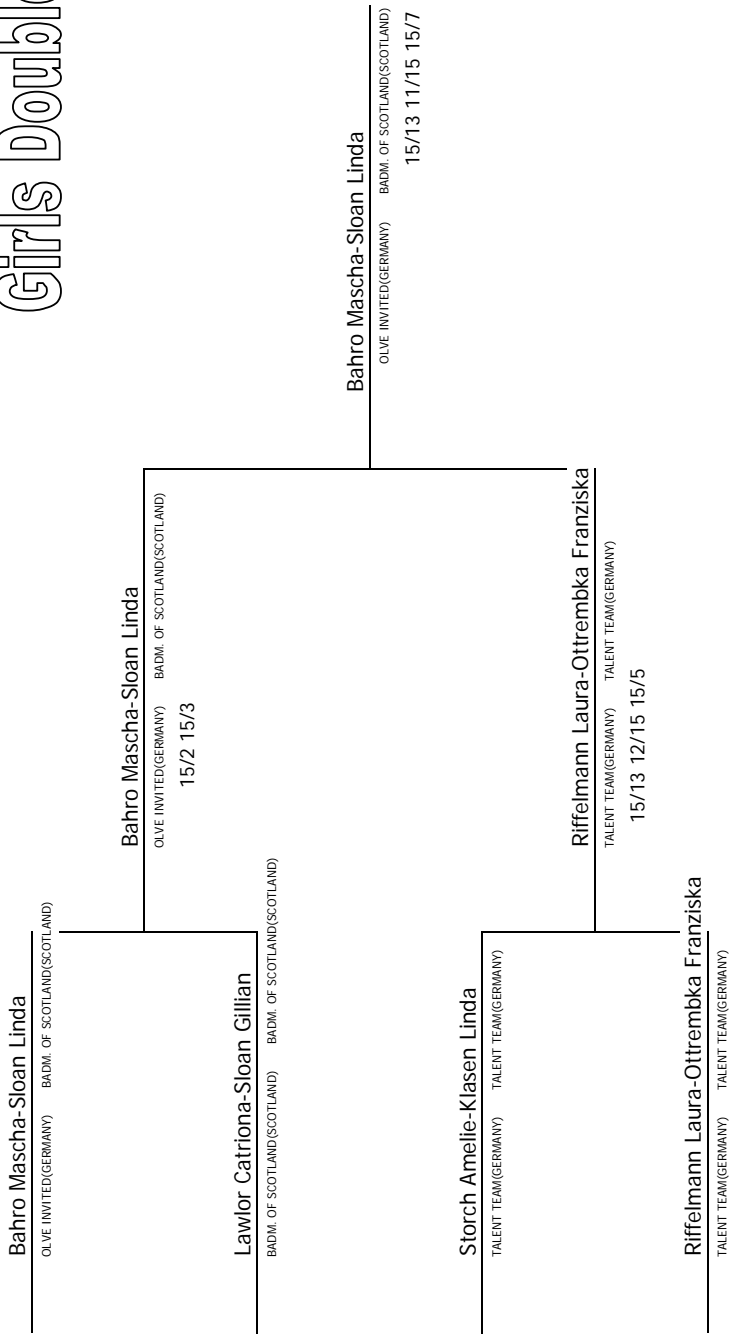 Girls Double
Bahro Mascha-Sloan Linda
OLVE INVITED(GERMANY) BADM. OF SCOTLAND(SCOTLAND)
Bahro Mascha-Sloan Linda
OLVE INVITED(GERMANY) BADM. OF SCOTLAND(SCOTLAND)
15/2 15/3
Lawlor Catriona-Sloan Gillian
BADM. OF SCOTLAND(SCOTLAND) BADM. OF SCOTLAND(SCOTLAND)
Bahro Mascha-Sloan Linda
OLVE INVITED(GERMANY) BADM. OF SCOTLAND(SCOTLAND)
15/13 11/15 15/7
Storch Amelie-Klasen Linda
TALENT TEAM(GERMANY) TALENT TEAM(GERMANY)
Riffelmann Laura-Ottrembka Franziska
TALENT TEAM(GERMANY) TALENT TEAM(GERMANY)
15/13 12/15 15/5
Riffelmann Laura-Ottrembka Franziska
TALENT TEAM(GERMANY) TALENT TEAM(GERMANY)